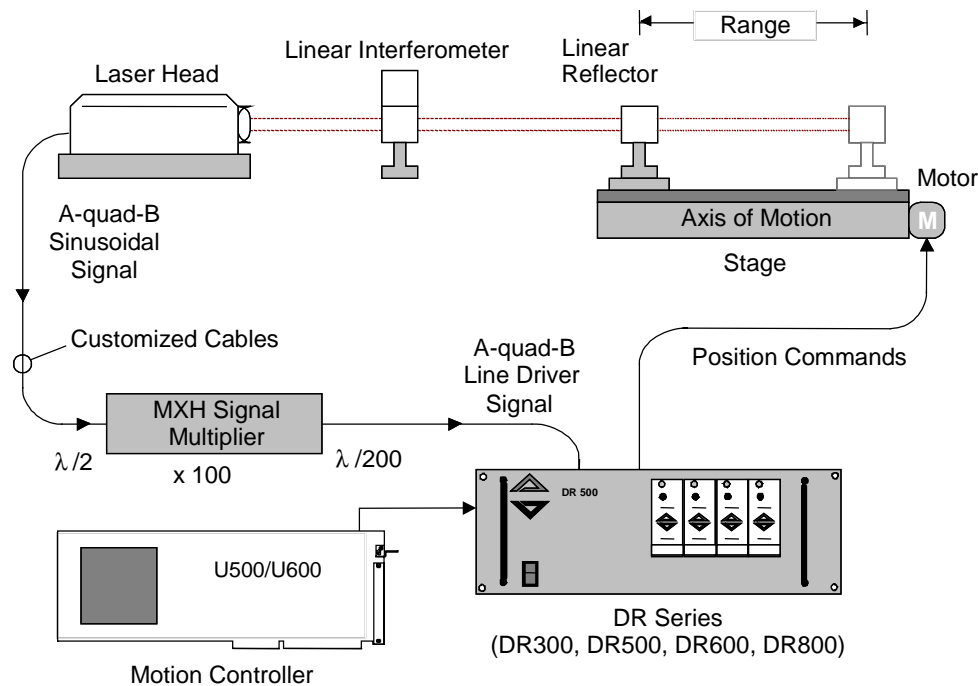 Range
Linear Interferometer
Linear
Reflector
Laser Head
Motor
M
Axis of Motion
Stage
A-quad-B
Sinusoidal
Signal
Customized Cables
A-quad-B
Line Driver
Signal
Position Commands
MXH Signal
Multiplier
λ/2
x 100
λ/200
DR 500
U500/U600
DR Series
(DR300, DR500, DR600, DR800)
Motion Controller